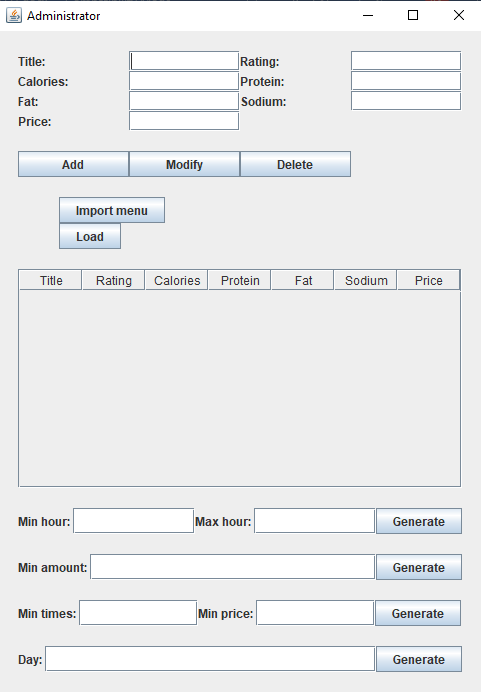 Administrator
Title: Rating:
Calories: Protein:
Fat: Sodium:
Price:
Add Modify Delete
Import menu
Load
Title Rating Calories Protein Fat Sodium Price
Min hour: Max hour: Generate
Min amount: Generate
Min times: Min price: Generate
Day: Generate